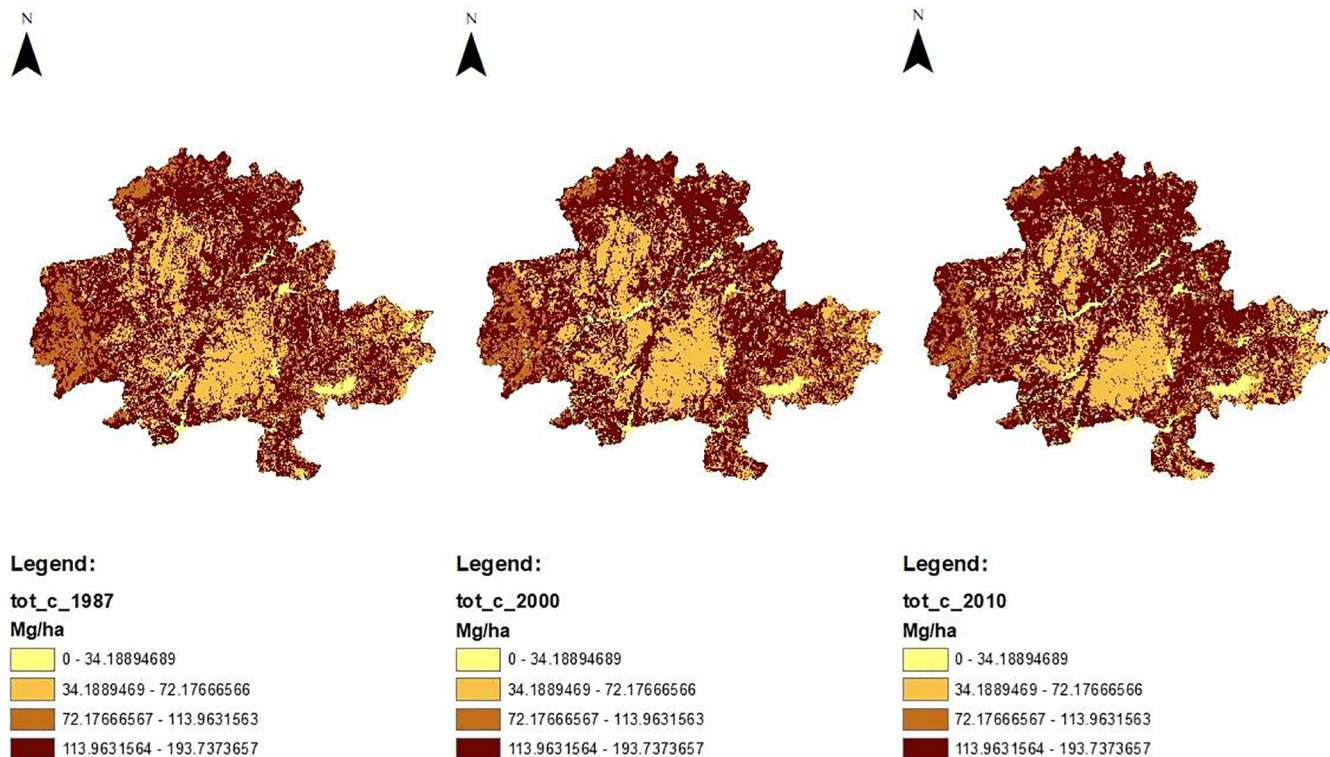 N
N
N
Legend:
tot_c_1987
Mg/ha
0 - 34.18894689
34.1889469 - 72.17666566
72.17666567 - 113.9631563
113.9631564 - 193.7373657
Legend:
tot_c_2000
Mg/ha
0 - 34.18894689
34.1889469 - 72.17666566
72.17666567 - 113.9631563
113.9631564 - 193.7373657
Legend:
tot_c_2010
Mg/ha
0 - 34.18894689
34.1889469 - 72.17666566
72.17666567 - 113.9631563
113.9631564 - 193.7373657